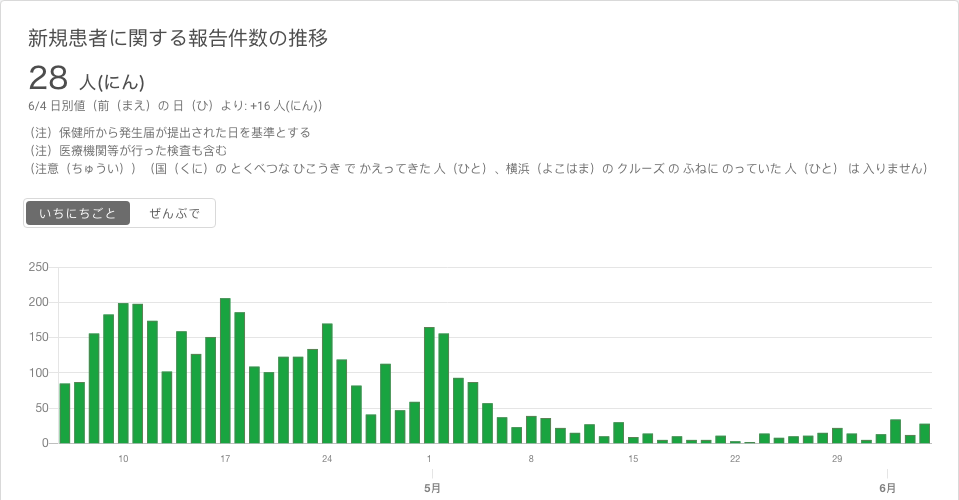 新規患者に関する報告件数の推移
28 人(にん)
6/4 日別値（前（まえ）の 日（ひ）より: +16 人(にん)）
（注）保健所から発生届が提出された日を基準とする
（注）医療機関等が行った検査も含む
（注意（ちゅうい））（国（くに）の とくべつな ひこうき で かえってきた 人（ひと）、横浜（よこはま）の クルーズ の ふねに のっていた 人（ひと） は 入りません）
いちにちごと ぜんぶで
250
200
150
100
50
0
10 17 24 1 8 15 22 29
5月 6月